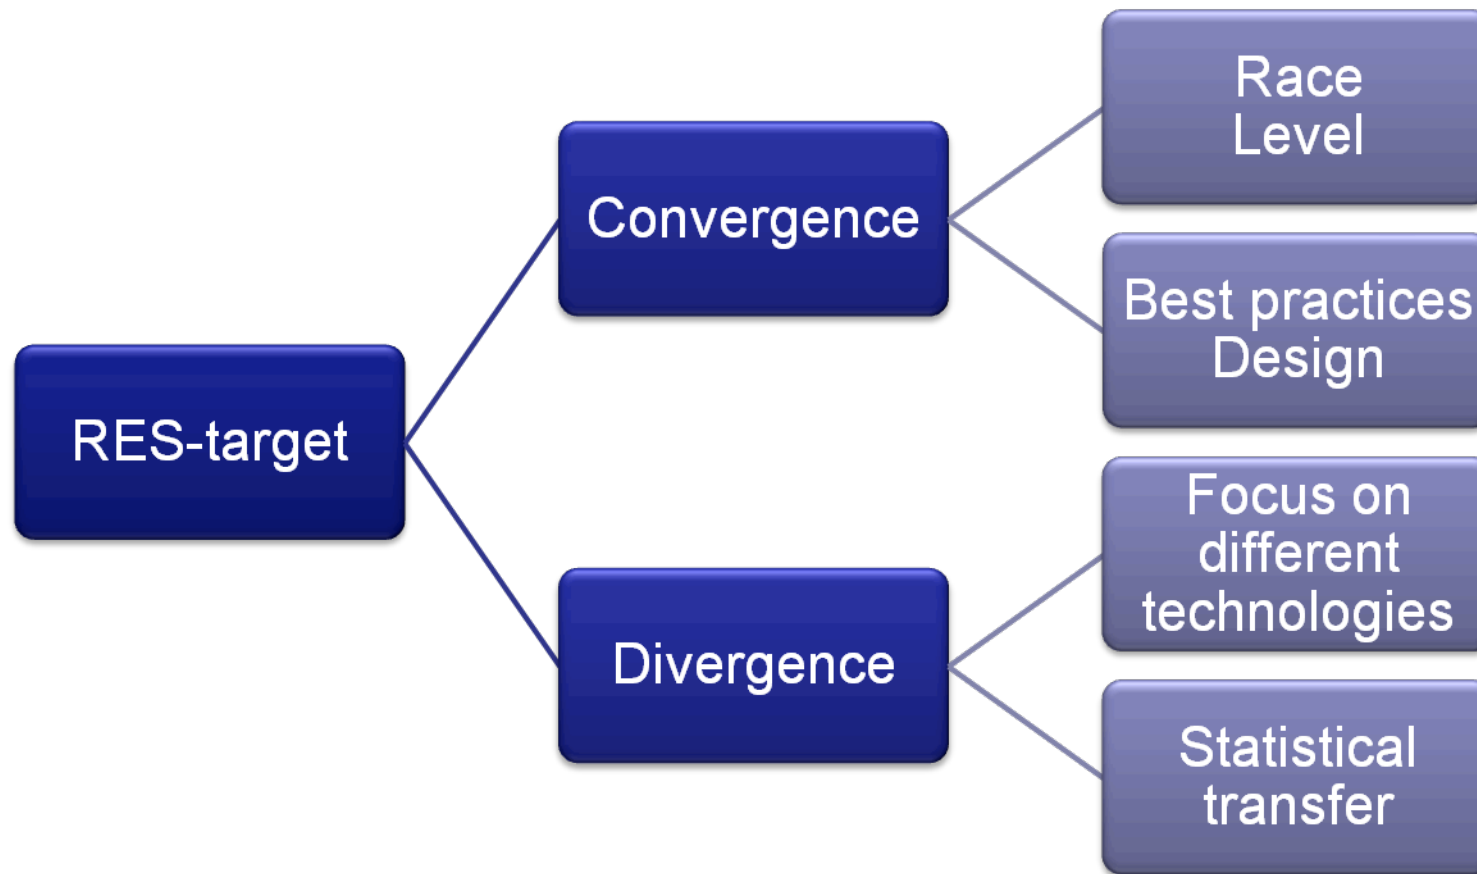 RES-target
Convergence
Race
Level
Best practices
Design
Divergence
Focus on
different
technologies
Statistical
transfer